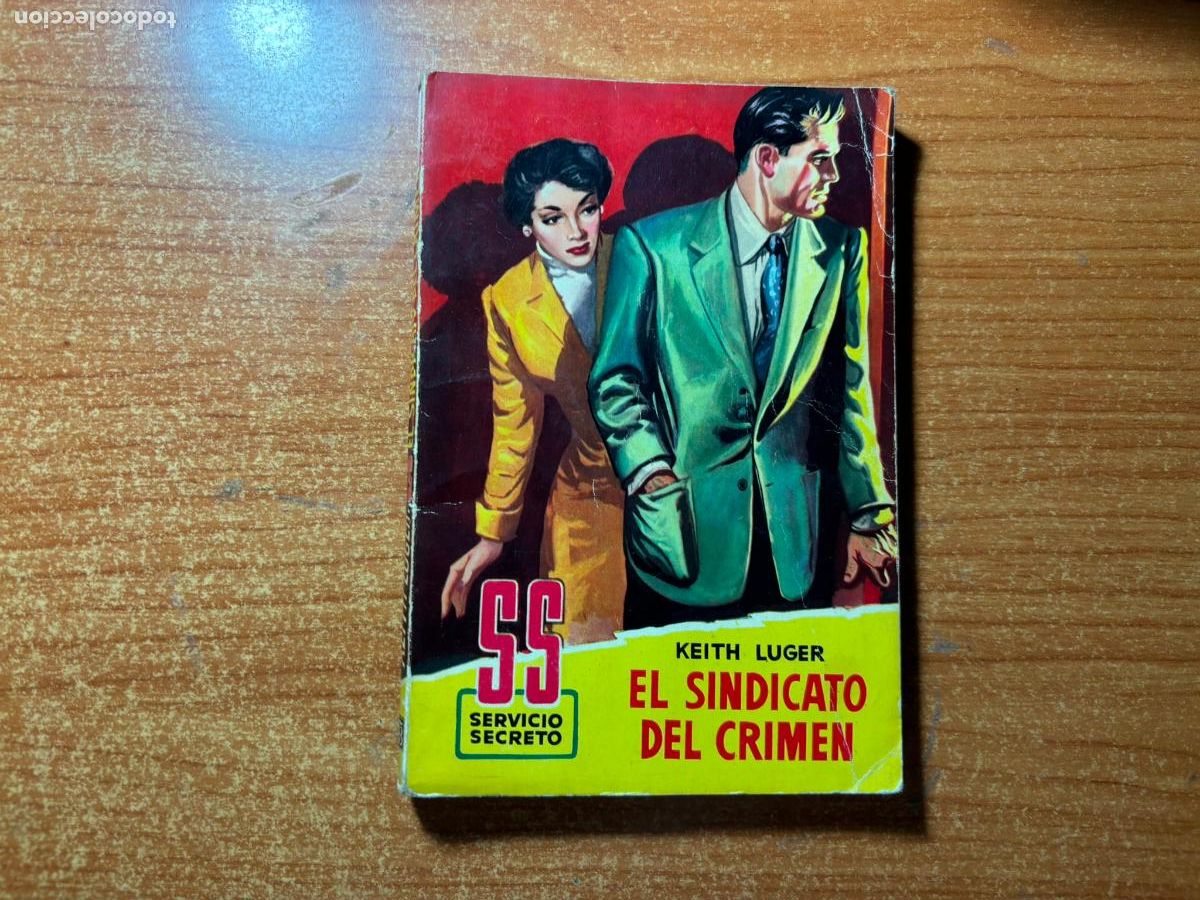 todocoleccion
SS
SERVICIO
SECRETO
KEITH LUGER
EL SINDICATO
DEL CRIMEN